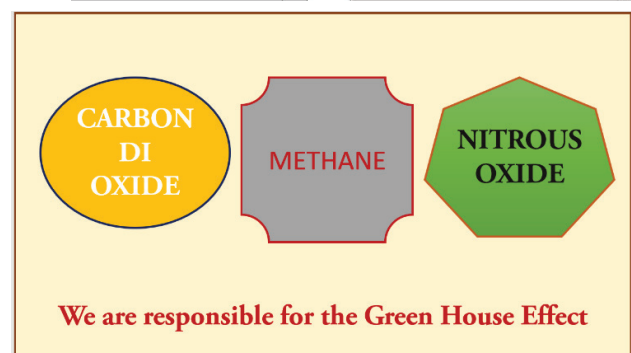 CARBON
DI
OXIDE
METHANE
NITROUS
OXIDE
We are responsible for the Green House Effect